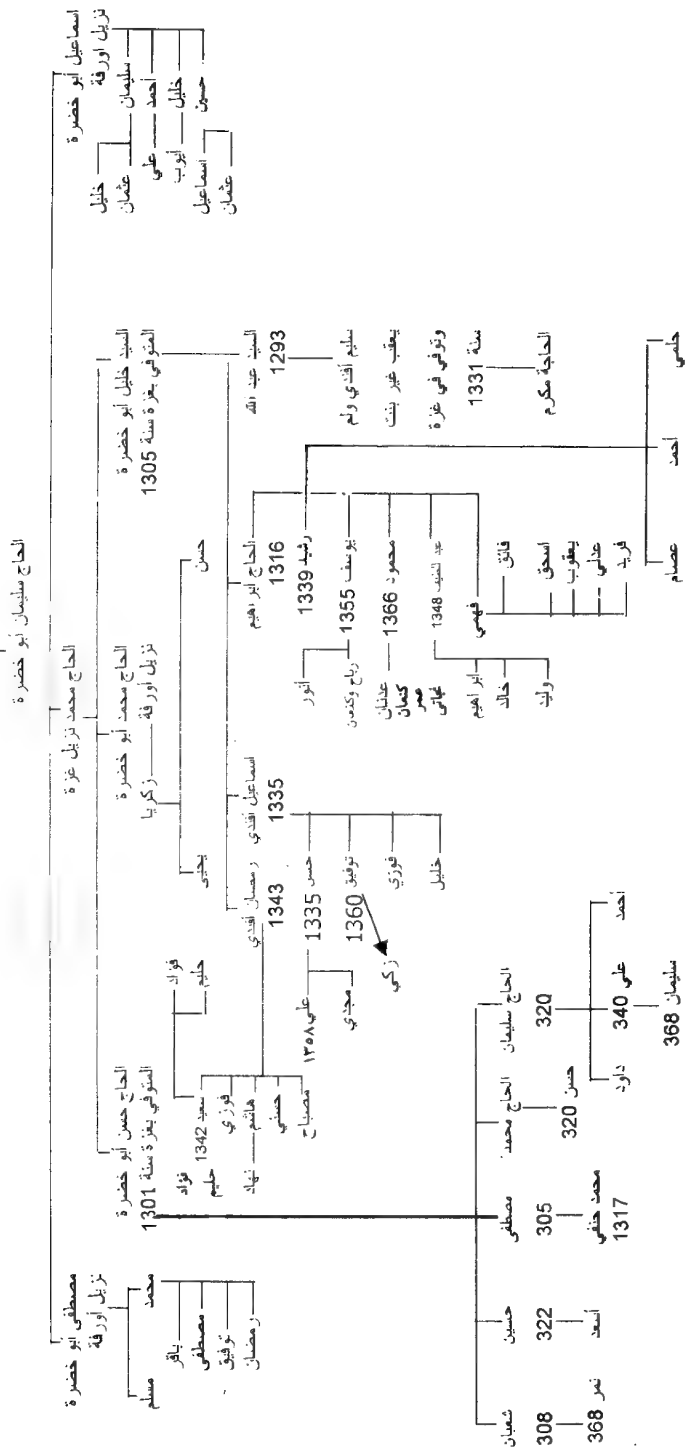 الحاج سليمان أبو خضرة
اسماعيل أبو خضرة
نزيل اورفة
الحاج محمد نزيل غزة
مصطفى أبو خضرة
نزيل أورفة
سليمان
أحمد
خليل
حسين
خليل
عثمان
علي
أيوب
اسماعيل
عثمان
السيد خليل أبو خضرة
المتوفي بغزة سنة 1305
الحاج محمد أبو خضرة
نزيل أورفة
زكريا
حسن
يحيى
الحاج حسن أبو خضرة
المتوفي بغزة سنة 1301
مسلم
محمد
باقر
مصطفى
توفيق
رمضان
السيد عبد الله
1293
سليم أفندي ولم
يعقب غير بنت
وتوفي في غزة
سنة 1331
الحاجة مكرم
الحاج ابراهيم
1316
رشيد 1339
يوسف 1355
محمود 1366
عبد اللطيف 1348
فهمي
أنور
رباح وكنعان
عدنان
عمر
كنعان
ابراهيم
خالد
وليد
فائق
اسحق
يعقوب
عدلي
فريد
حلمي
أحمد
عصام
اسماعيل أفندي
1335
حسن 1335
توفيق 1360
فوزي
خليل
علي ١٣٥٨
مجدي
زكي
رمضان أفندي
1343
سعيد 1342
فوزي
هاشم
حسني
مصباح
فؤاد
حليم
فؤاد
حليم
نهاد
الحاج سليمان
320
الحاج محمد
حسن 320
مصطفى
305
محمد حنفي
1317
حسين
322
أسعد
شعبان
308
نمر 368
أحمد
علي 340
داود
سليمان 368